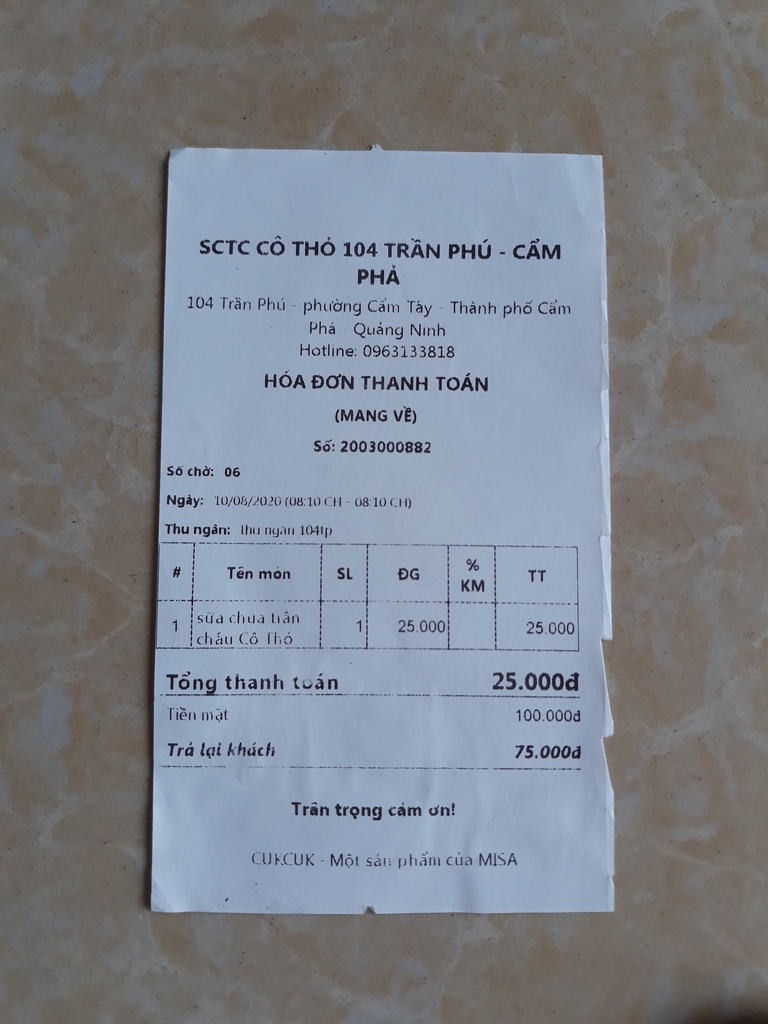 SCTC CÔ THỎ 104 TRẦN PHÚ - CẨM
PHẢ
104 Trần Phú - phường Cẩm Tây - Thành phố Cẩm
Phả - Quảng Ninh
Hotline: 0963133818
HÓA ĐƠN THANH TOÁN
(MANG VỀ)
Số: 2003000882
Số chờ: 06
Ngày: 10/08/2020 (08:10 CH - 08:10 CH)
Thu ngân: thu ngân 104tp
# Tên món SL ĐG % KM TT
1 sữa chua trân châu Cô Thỏ 1 25.000 25.000
Tổng thanh toán 25.000đ
Tiền mặt 100.000đ
Trả lại khách 75.000đ
Trân trọng cảm ơn!
CUKCUK - Một sản phẩm của MISA